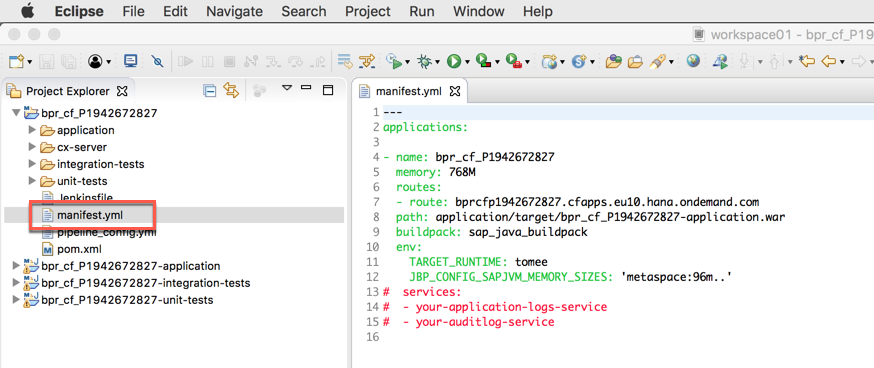 Eclipse File Edit Navigate Search Project Run Window Help
workspace01 - bpr_cf_P19
Project Explorer
bpr_cf_P1942672827
application
cx-server
integration-tests
unit-tests
Jenkinsfile
manifest.yml
pipeline_config.yml
pom.xml
bpr_cf_P1942672827-application
bpr_cf_P1942672827-integration-tests
bpr_cf_P1942672827-unit-tests
manifest.yml
1 ---
2 applications:
3
4 - name: bpr_cf_P1942672827
5 memory: 768M
6 routes:
7 - route: bprcfp1942672827.cfapps.eu10.hana.ondemand.com
8 path: application/target/bpr_cf_P1942672827-application.war
9 buildpack: sap_java_buildpack
10 env:
11 TARGET_RUNTIME: tomee
12 JBP_CONFIG_SAPJVM_MEMORY_SIZES: 'metaspace:96m..'
13 # services:
14 # - your-application-logs-service
15 # - your-auditlog-service
16